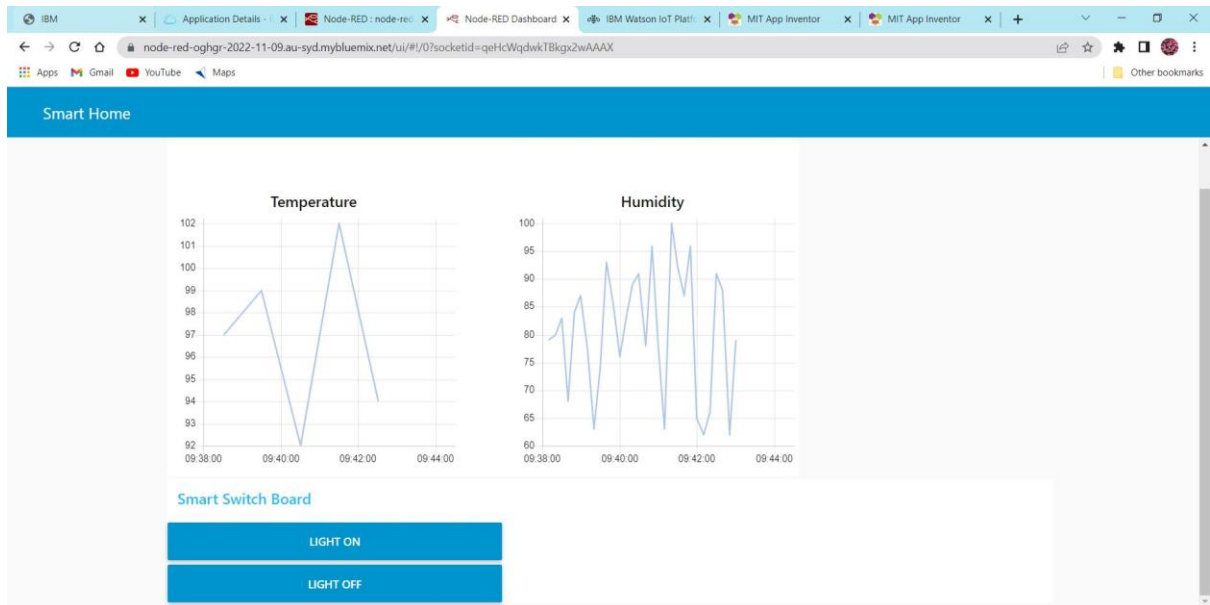 IBM
Application Details -
Node-RED : node-red
Node-RED Dashboard
IBM Watson IoT Platfo
MIT App Inventor
MIT App Inventor
node-red-oghgr-2022-11-09.au-syd.mybluemix.net/ui/#!/0?socketid=qeHcWqdwkTBkgx2wAAAX
Apps
Gmail
YouTube
Maps
Other bookmarks
Smart Home
Temperature
102
101
100
99
98
97
96
95
94
93
92
09:38:00 09:40:00 09:42:00 09:44:00
Humidity
100
95
90
85
80
75
70
65
60
09:38:00 09:40:00 09:42:00 09:44:00
Smart Switch Board
LIGHT ON
LIGHT OFF